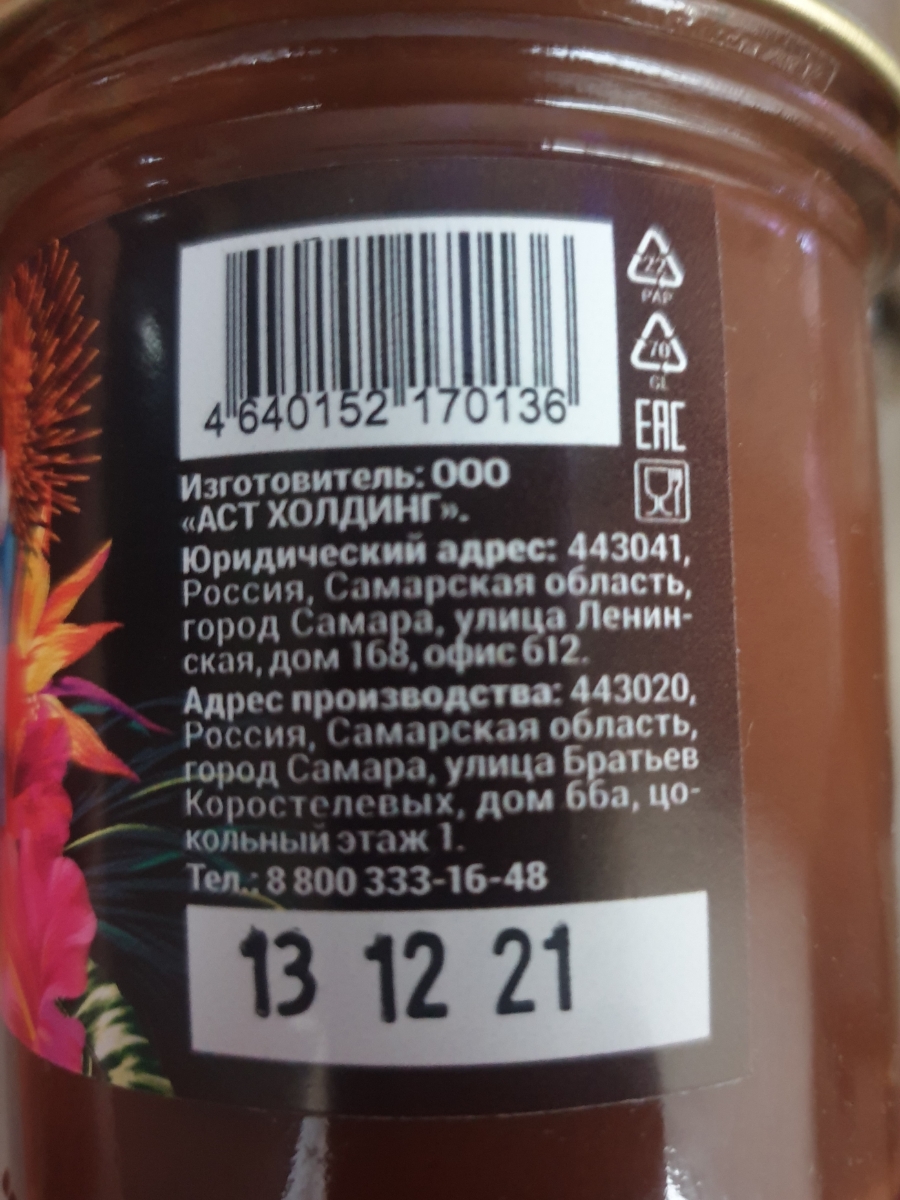 4 640152 170136
22
PAP
70
GL
EAC
Изготовитель: ООО
«АСТ ХОЛДИНГ».
Юридический адрес: 443041,
Россия, Самарская область,
город Самара, улица Ленин-
ская, дом 168, офис 612.
Адрес производства: 443020,
Россия, Самарская область,
город Самара, улица Братьев
Коростелевых, дом 66а, цо-
кольный этаж 1.
Тел.: 8 800 333-16-48
13 12 21